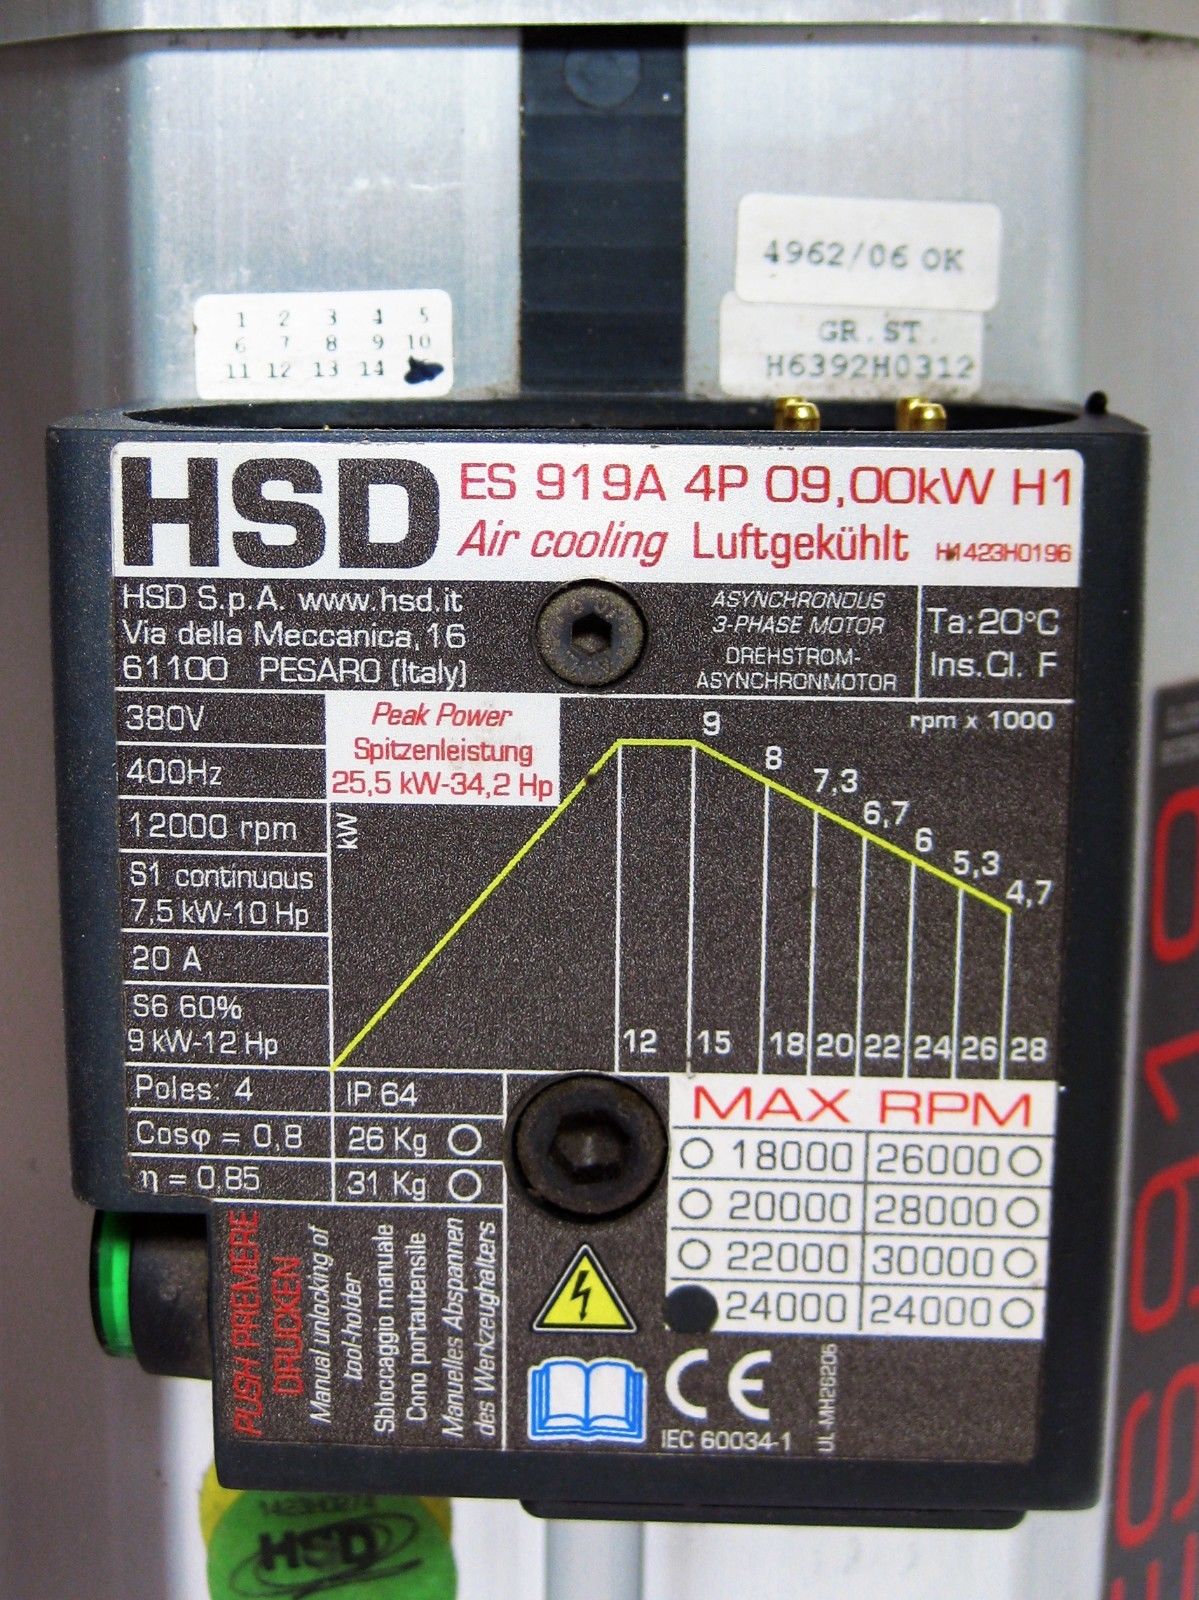 4962/06 OK
GR.ST.
H6392H0312
1 2 3 4 5
6 7 8 9 10
11 12 13 14
HSD
ES 919A 4P 09,00kW H1
Air cooling Luftgekühlt H1423H0196
HSD S.p.A. www.hsd.it
Via della Meccanica, 16
61100 PESARO (Italy)
ASYNCHRONOUS
3-PHASE MOTOR
DREHSTROM-
ASYNCHRONMOTOR
Ta:20°C
Ins.Cl. F
380V
400Hz
12000 rpm
S1 continuous
7,5 kW-10 Hp
20 A
S6 60%
9 kW-12 Hp
Peak Power
Spitzenleistung
25,5 kW-34,2 Hp
kW
rpm x 1000
9
8
7,3
6,7
6
5,3
4,7
12 15 18 20 22 24 26 28
Poles: 4
IP 64
Cosφ = 0,8
26 Kg
η = 0,85
31 Kg
MAX RPM
18000 26000
20000 28000
22000 30000
24000 24000
PUSH PREMERE
DRUCKEN
Manual unlocking of
tool-holder
Sbloccaggio manuale
Cono portautensile
Manuelles Abspannen
des Werkzeughalters
CE
IEC 60034-1
UL-MH26206
HSD
ES919